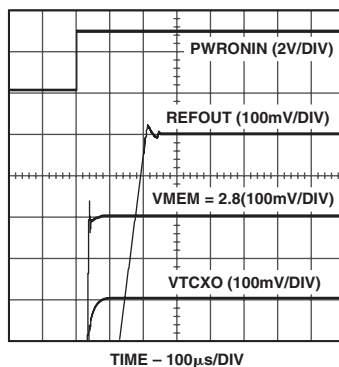 PWRONIN (2V/DIV)
REFOUT (100mV/DIV)
VMEM = 2.8(100mV/DIV)
VTCXO (100mV/DIV)
TIME – 100μs/DIV